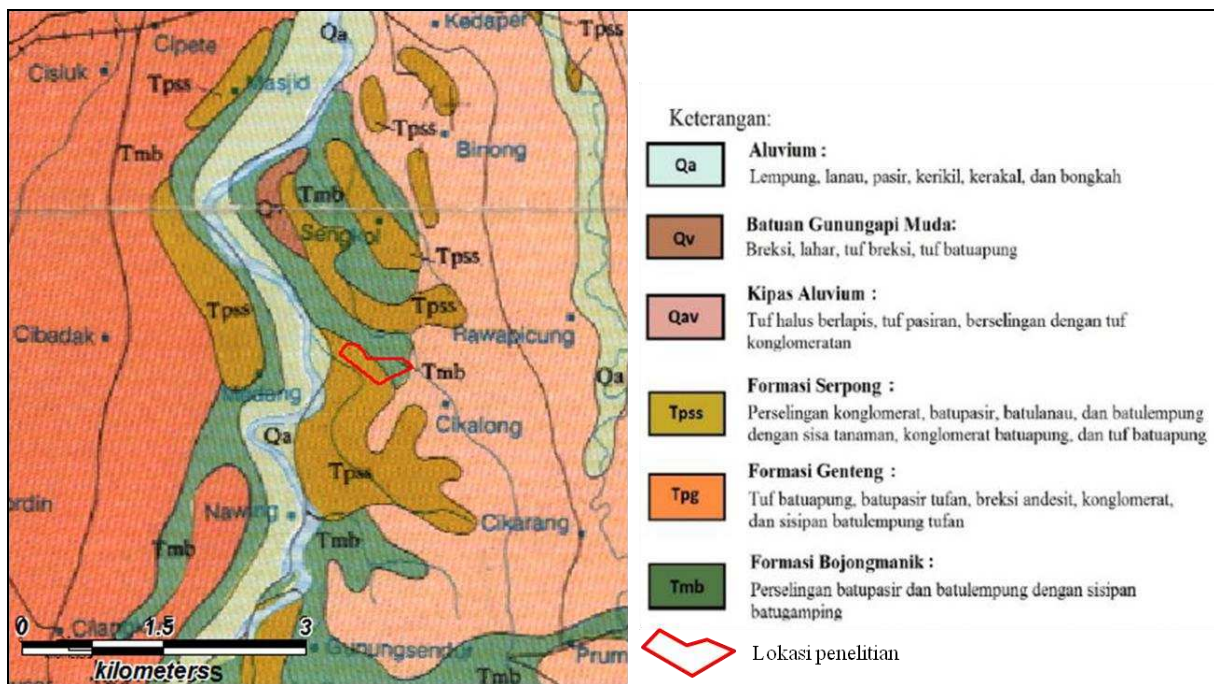 Kedaper
Qa
Tpss
Cipete
Cisiuk
Tpss
Masjid
Tpss
Binong
Tmb
Tmb
Q
Sengkol
Tpss
Tpss
Tpss
Rawapicung
Cibadak
Tmb
Qa
Cikalong
Qa
Tpss
ordin
Nawing
Cikarang
Tmb
Tmb
0 1.5 3
kilometerss
Gunungsendur
Tmb
Prum
Keterangan:
Qa
Aluvium :
Lempung, lanau, pasir, kerikil, kerakal, dan bongkah
Qv
Batuan Gunungapi Muda:
Breksi, lahar, tuf breksi, tuf batuapung
Qav
Kipas Aluvium :
Tuf halus berlapis, tuf pasiran, berselingan dengan tuf
konglomeratan
Tpss
Formasi Serpong :
Perselingan konglomerat, batupasir, batulanau, dan batulempung
dengan sisa tanaman, konglomerat batuapung, dan tuf batuapung
Tpg
Formasi Genteng :
Tuf batuapung, batupasir tufan, breksi andesit, konglomerat,
dan sisipan batulempung tufan
Tmb
Formasi Bojongmanik :
Perselingan batupasir dan batulempung dengan sisipan
batugamping
Lokasi penelitian